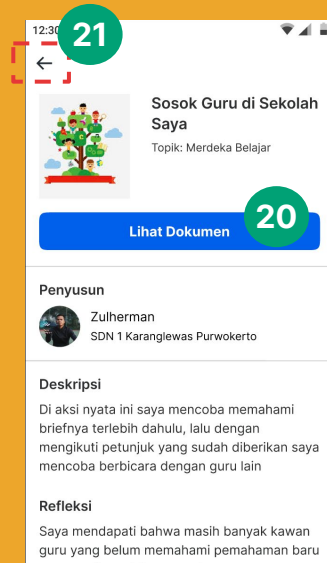 12:30
21
Sosok Guru di Sekolah
Saya
Topik: Merdeka Belajar
Lihat Dokumen
20
Penyusun
Zulherman
SDN 1 Karanglewas Purwokerto
Deskripsi
Di aksi nyata ini saya mencoba memahami
briefnya terlebih dahulu, lalu dengan
mengikuti petunjuk yang sudah diberikan saya
mencoba berbicara dengan guru lain
Refleksi
Saya mendapati bahwa masih banyak kawan
guru yang belum memahami pemahaman baru